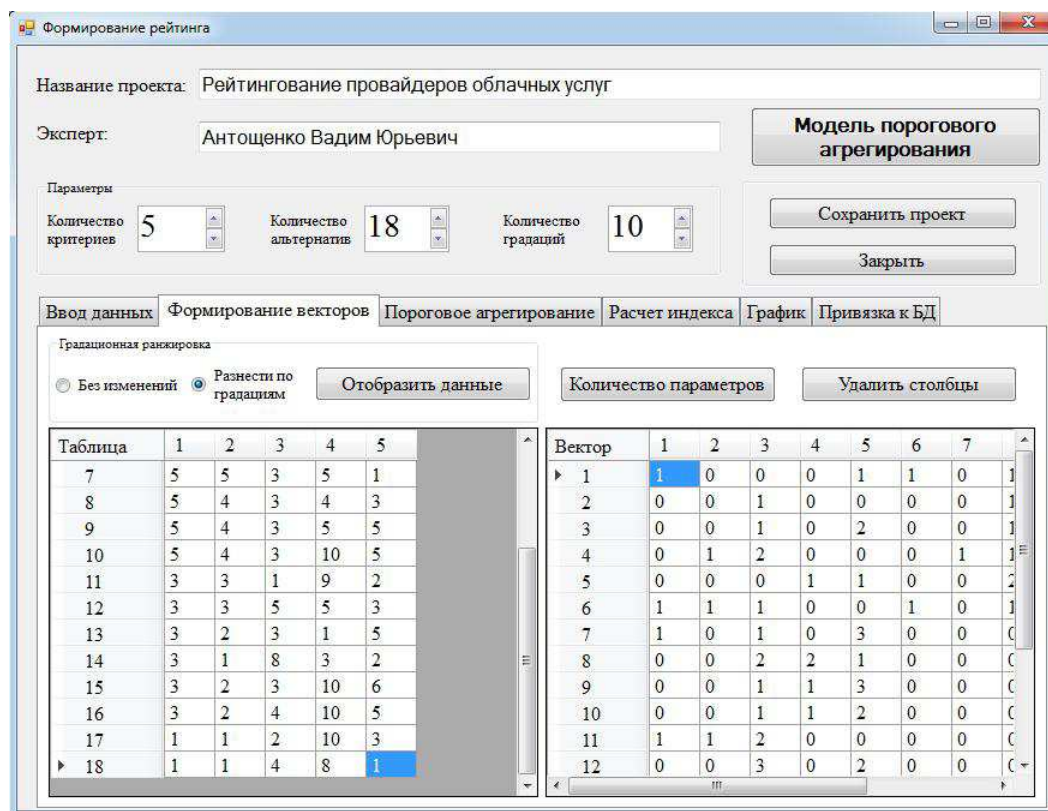 Формирование рейтинга
Название проекта: Рейтингование провайдеров облачных услуг
Эксперт: Антощенко Вадим Юрьевич
Модель порогового
агрегирования
Параметры
Количество критериев 5 Количество альтернатив 18 Количество градаций 10
Сохранить проект
Закрыть
Ввод данных Формирование векторов Пороговое агрегирование Расчет индекса График Привязка к БД
Градационная ранжировка
Без изменений Разнести по градациям Отобразить данные Количество параметров Удалить столбцы
Таблица 1 2 3 4 5
7 5 5 3 5 1
8 5 4 3 4 3
9 5 4 3 5 5
10 5 4 3 10 5
11 3 3 1 9 2
12 3 3 5 5 3
13 3 2 3 1 5
14 3 1 8 3 2
15 3 2 3 10 6
16 3 2 4 10 5
17 1 1 2 10 3
18 1 1 4 8 1
Вектор 1 2 3 4 5 6 7
1 1 0 0 0 1 1 0 1
2 0 0 1 0 0 0 0 1
3 0 0 1 0 2 0 0 1
4 0 1 2 0 0 0 1 1
5 0 0 0 1 1 0 0 2
6 1 1 1 0 0 1 0 1
7 1 0 1 0 3 0 0 0
8 0 0 2 2 1 0 0 0
9 0 0 1 1 3 0 0 0
10 0 0 1 1 2 0 0 0
11 1 1 2 0 0 0 0 0
12 0 0 3 0 2 0 0 0